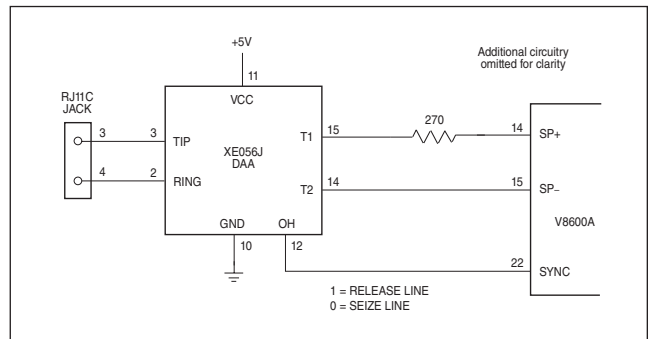 +5V
Additional circuitry
omitted for clarity
11
RJ11C
JACK
VCC
270
3
3
TIP
T1
15
14
SP+
XE056J
DAA
4
2
RING
T2
14
15
SP–
V8600A
GND
OH
10
12
22
SYNC
1 = RELEASE LINE
0 = SEIZE LINE